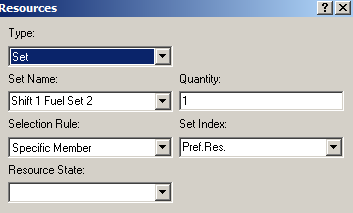 Resources
Type:
Set
Set Name:
Quantity:
Shift 1 Fuel Set 2
1
Selection Rule:
Set Index:
Specific Member
Pref.Res.
Resource State: